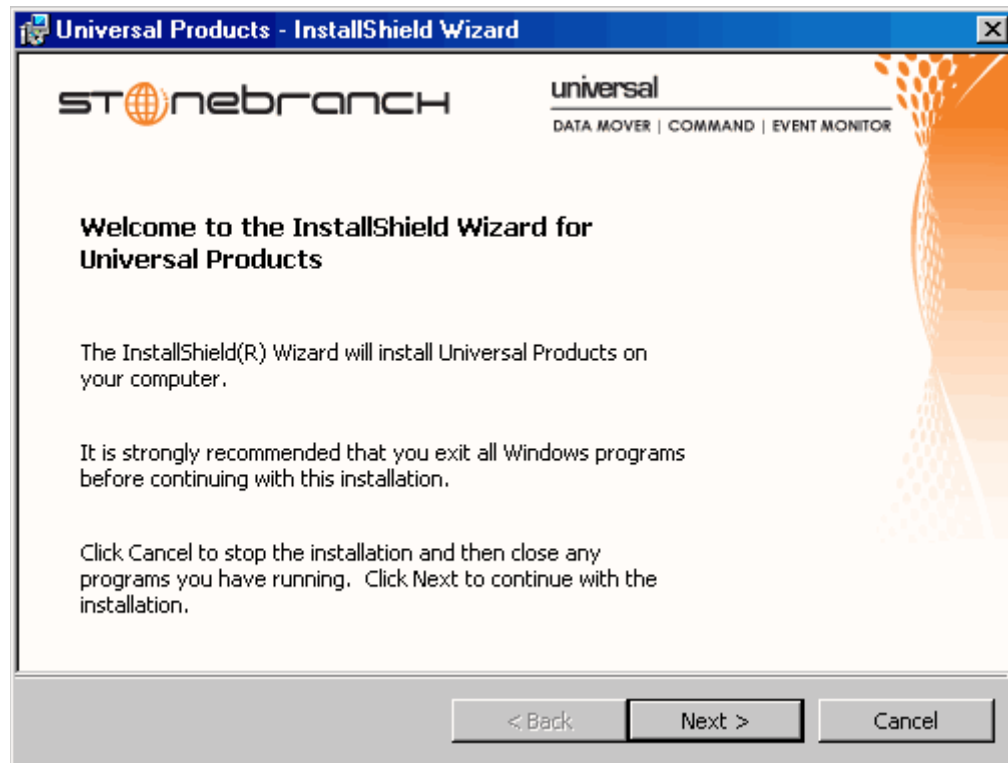 Universal Products - InstallShield Wizard
STONEBRANCH
universal
DATA MOVER | COMMAND | EVENT MONITOR
Welcome to the InstallShield Wizard for
Universal Products
The InstallShield(R) Wizard will install Universal Products on
your computer.
It is strongly recommended that you exit all Windows programs
before continuing with this installation.
Click Cancel to stop the installation and then close any
programs you have running.  Click Next to continue with the
installation.
< Back
Next >
Cancel